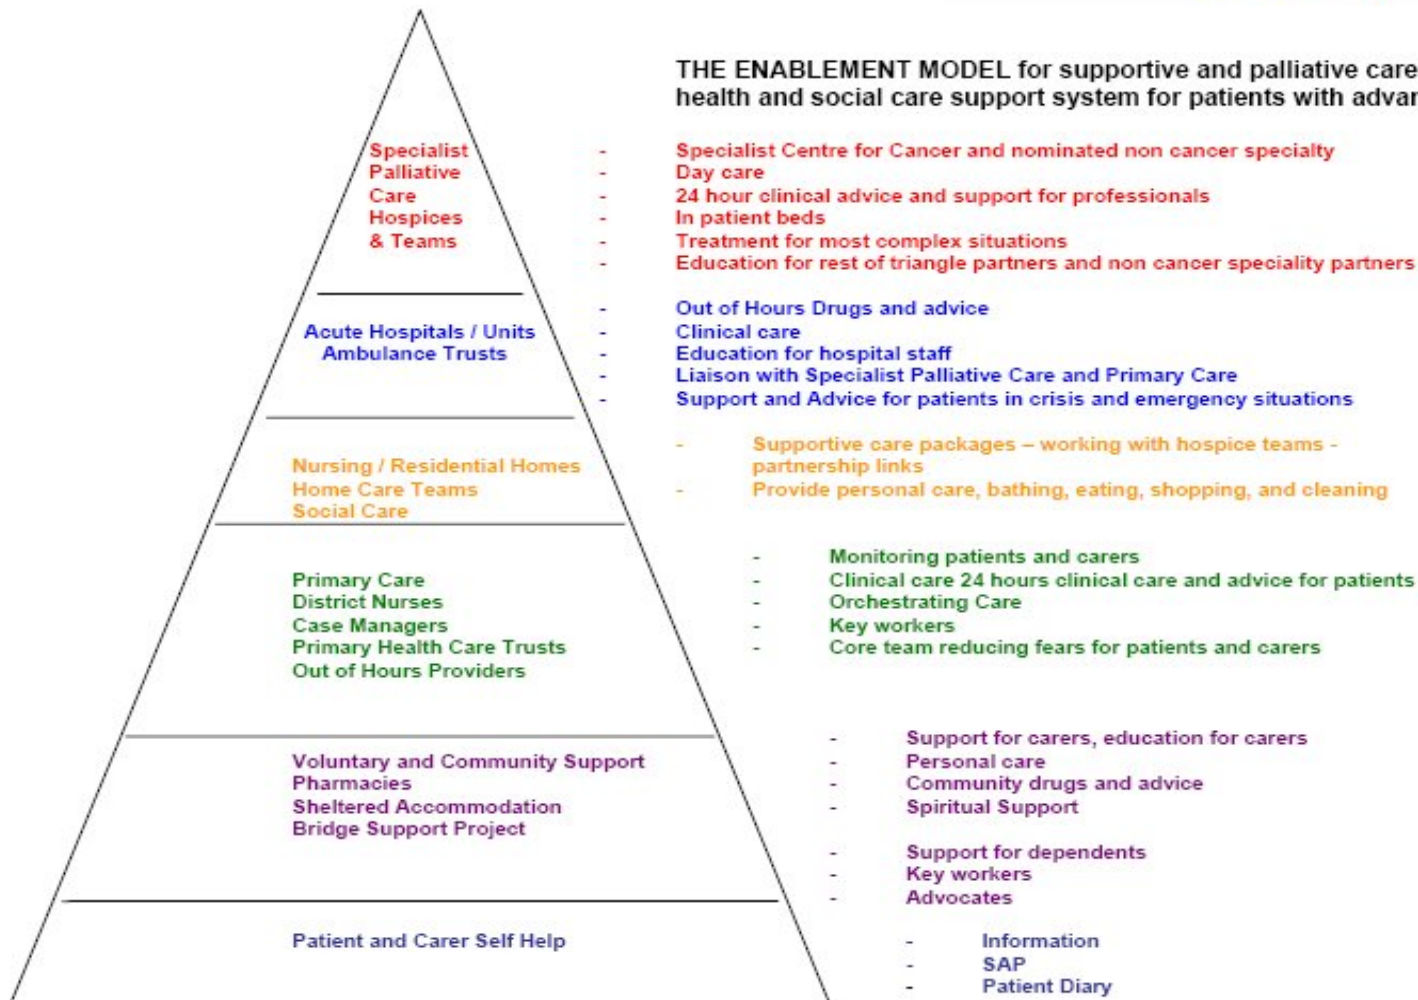 THE ENABLEMENT MODEL for supportive and palliative care
health and social care support system for patients with
Specialist
Palliative
Care
Hospices
& Teams
- Specialist Centre for Cancer and nominated non cancer specialty
- Day care
- 24 hour clinical advice and support for professionals
- In patient beds
- Treatment for most complex situations
- Education for rest of triangle partners and non cancer speciality partners
Acute Hospitals / Units
Ambulance Trusts
- Out of Hours Drugs and advice
- Clinical care
- Education for hospital staff
- Liaison with Specialist Palliative Care and Primary Care
- Support and Advice for patients in crisis and emergency situations
Nursing / Residential Homes
Home Care Teams
Social Care
- Supportive care packages – working with hospice teams -
partnership links
- Provide personal care, bathing, eating, shopping, and cleaning
Primary Care
District Nurses
Case Managers
Primary Health Care Trusts
Out of Hours Providers
- Monitoring patients and carers
- Clinical care 24 hours clinical care and advice for patients
- Orchestrating Care
- Key workers
- Core team reducing fears for patients and carers
Voluntary and Community Support
Pharmacies
Sheltered Accommodation
Bridge Support Project
- Support for carers, education for carers
- Personal care
- Community drugs and advice
- Spiritual Support
- Support for dependents
- Key workers
- Advocates
Patient and Carer Self Help
- Information
- SAP
- Patient Diary